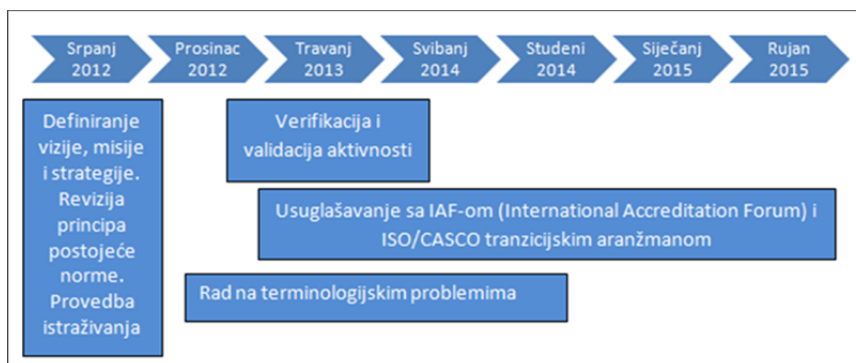 Srpanj
2012
Prosinac
2012
Travanj
2013
Svibanj
2014
Studeni
2014
Siječanj
2015
Rujan
2015
Definiranje
vizije, misije
i strategije.
Revizija
principa
postojeće
norme.
Provedba
istraživanja
Verifikacija i
validacija aktivnosti
Usuglašavanje sa IAF-om (International Accreditation Forum) i
ISO/CASCO tranzicijskim aranžmanom
Rad na terminologijskim problemima